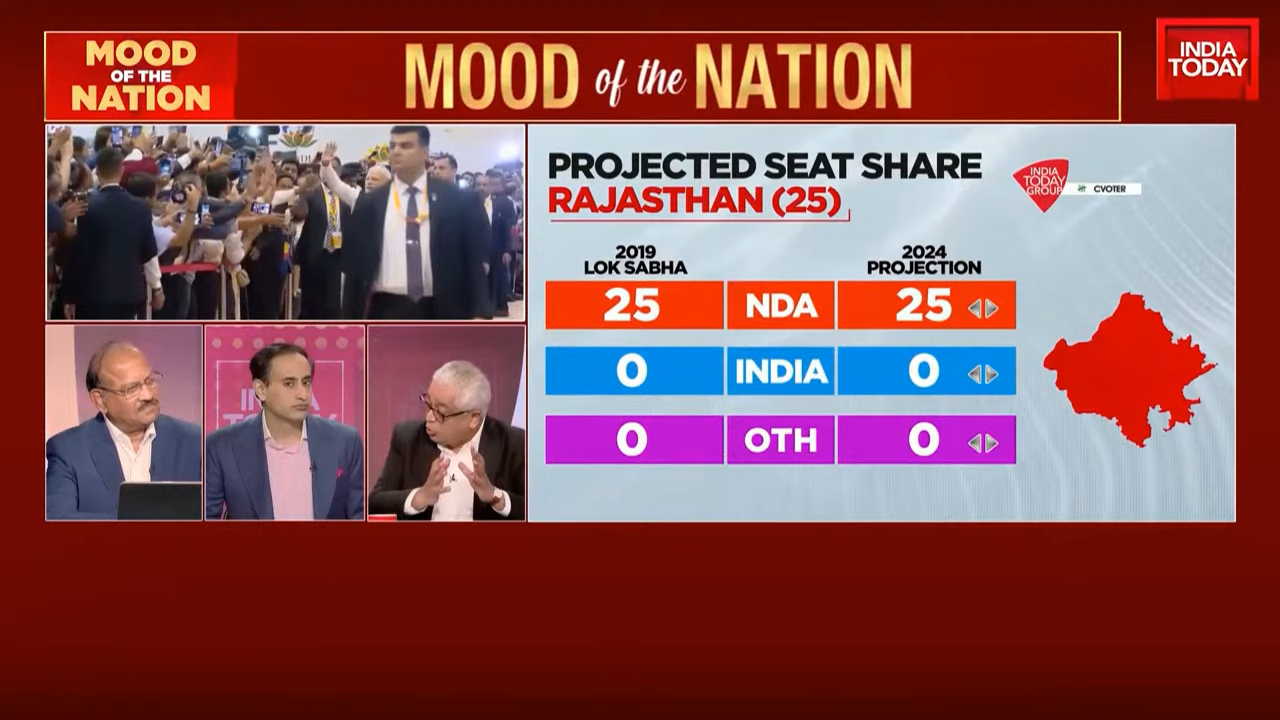 MOOD
OF THE
NATION
MOOD of the NATION
INDIA
TODAY
PROJECTED SEAT SHARE
RAJASTHAN (25)
INDIA
TODAY
GROUP
CVOTER
2019
LOK SABHA
2024
PROJECTION
25 NDA 25
0 INDIA 0
0 OTH 0